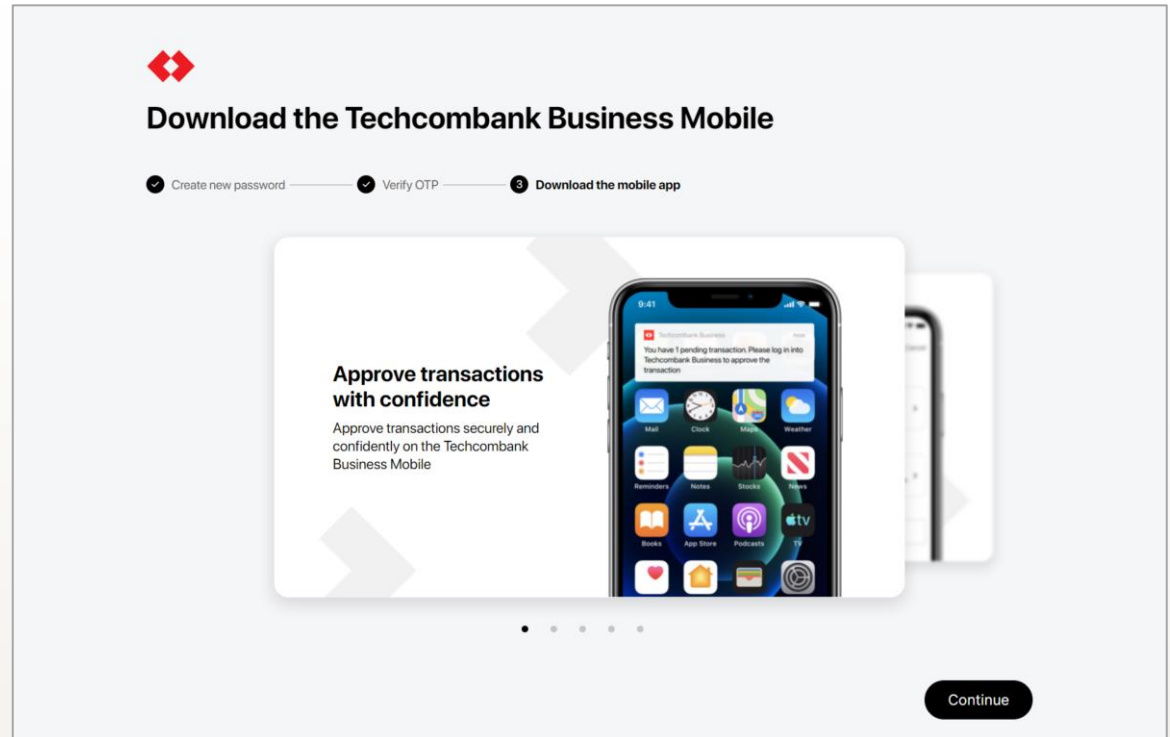 Download the Techcombank Business Mobile
Create new password
Verify OTP
3
Download the mobile app
Approve transactions
with confidence
Approve transactions securely and
confidently on the Techcombank
Business Mobile
9:41
Techcombank Business
now
You have 1 pending transaction. Please log in into
Techcombank Business to approve the
transaction
Mail
Clock
Maps
Weather
Reminders
Notes
Stocks
News
Books
App Store
Podcasts
TV
tv
Continue